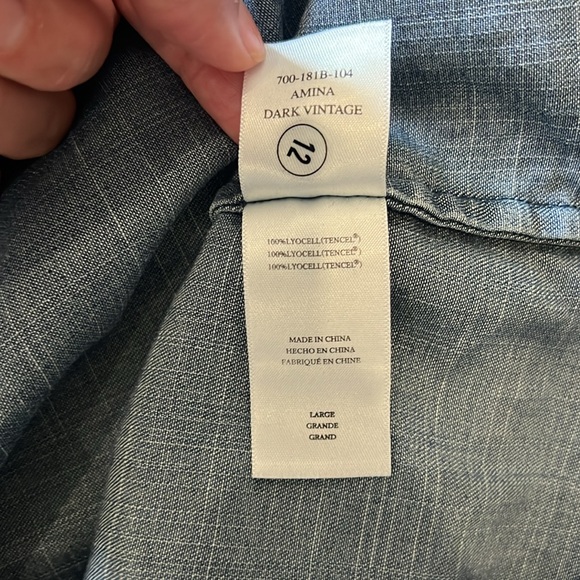 700-181B-104
AMINA
DARK VINTAGE
12
100%LYOCELL(TENCEL®)
100%LYOCELL(TENCEL®)
100%LYOCELL(TENCEL®)
MADE IN CHINA
HECHO EN CHINA
FABRIQUÉ EN CHINE
LARGE
GRANDE
GRAND